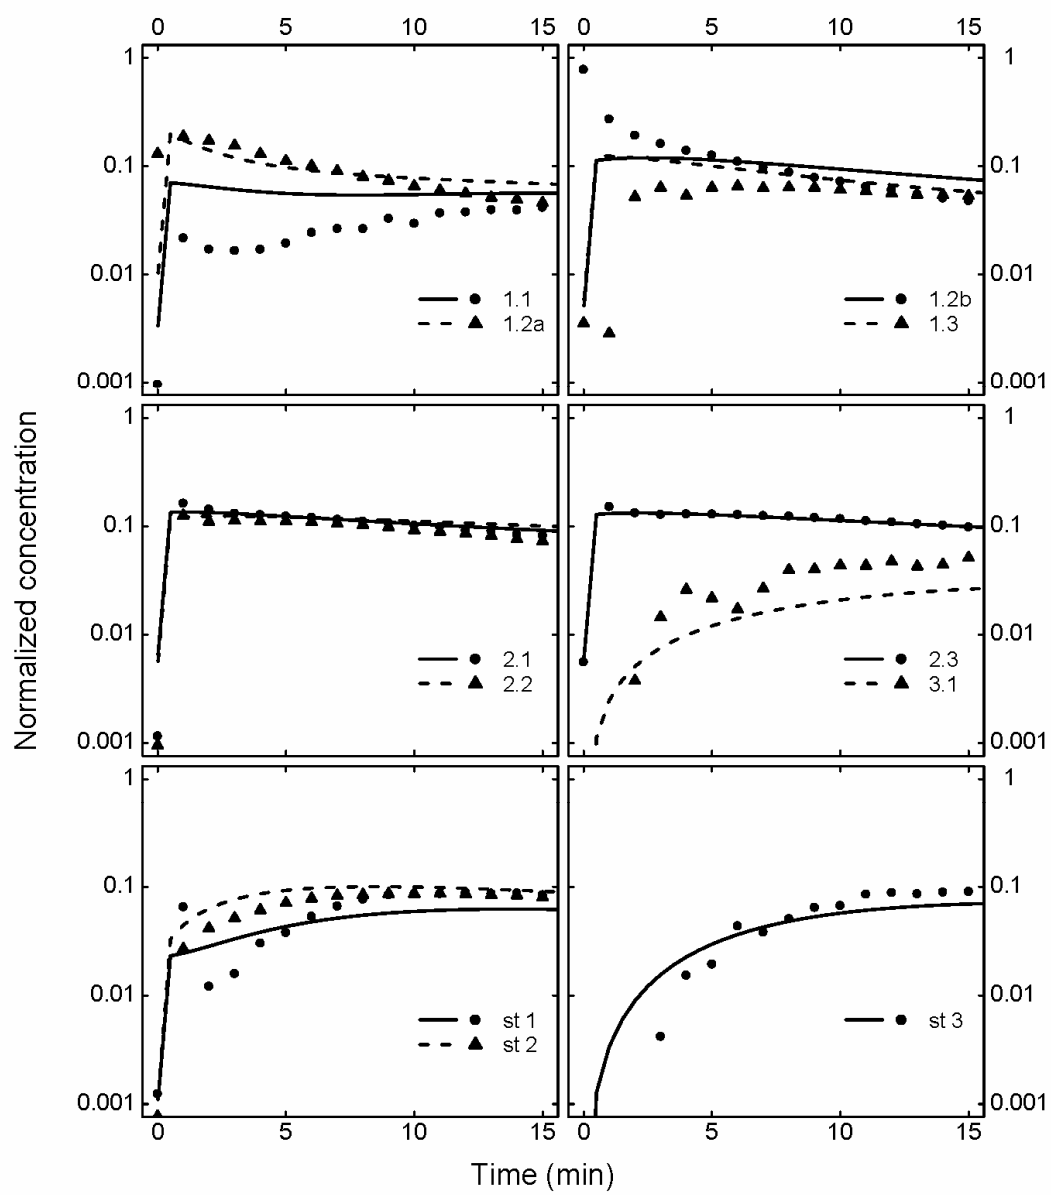 0 5 10 15 0 5 10 15
1 1
0.1 0.1
0.01 0.01
1.1 1.2b
1.2a 1.3
0.001 0.001
1 1
0.1 0.1
0.01 0.01
2.1 2.3
2.2 3.1
0.001 0.001
1 1
0.1 0.1
0.01 0.01
st 1 st 3
st 2
0.001 0.001
0 5 10 15 0 5 10 15
Normalized concentration
Time (min)